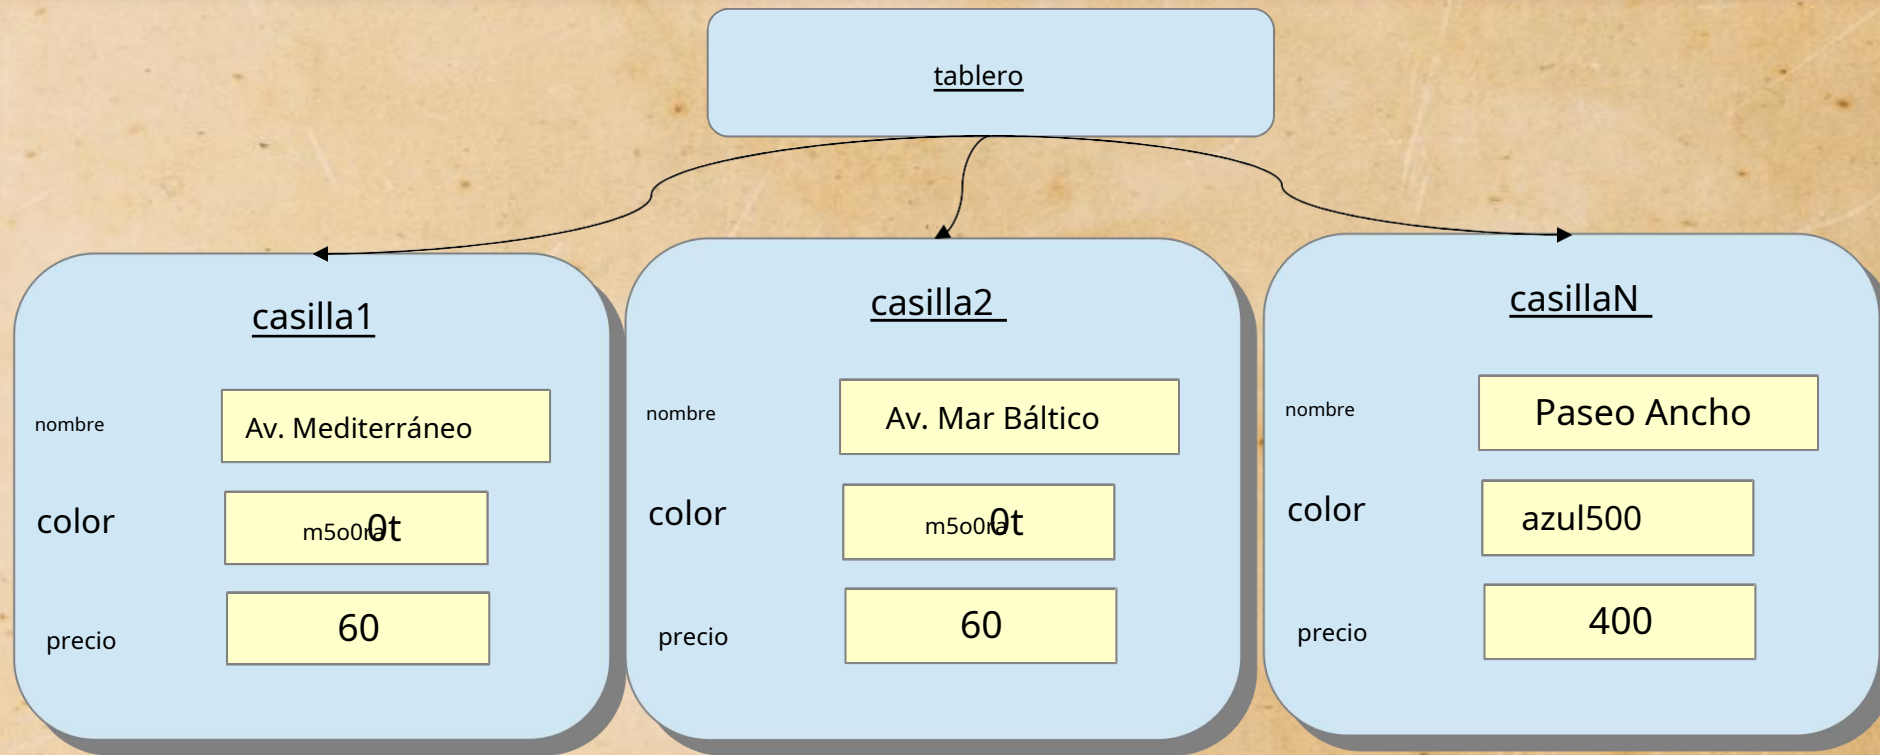 tablero
casilla1
nombre
Av. Mediterráneo
color
precio
60
casilla2
nombre
Av. Mar Báltico
color
precio
60
casillaN
nombre
Paseo Ancho
color
azul500
precio
400